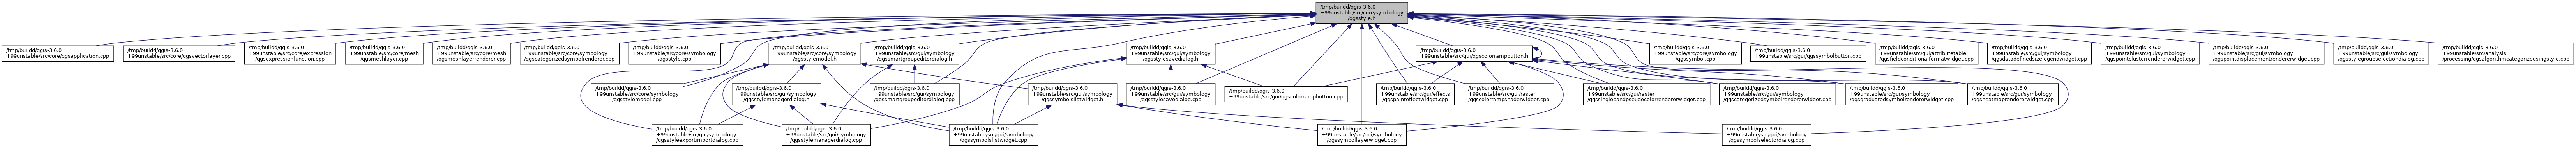 /tmp/buildd/qgis-3.6.0
+99unstable/src/core/symbology
/qgsstyle.h
/tmp/buildd/qgis-3.6.0
+99unstable/src/core/qgsapplication.cpp
/tmp/buildd/qgis-3.6.0
+99unstable/src/core/qgsvectorlayer.cpp
/tmp/buildd/qgis-3.6.0
+99unstable/src/core/expression
/qgsexpressionfunction.cpp
/tmp/buildd/qgis-3.6.0
+99unstable/src/core/mesh
/qgsmeshlayer.cpp
/tmp/buildd/qgis-3.6.0
+99unstable/src/core/mesh
/qgsmeshlayerrenderer.cpp
/tmp/buildd/qgis-3.6.0
+99unstable/src/core/symbology
/qgscategorizedsymbolrenderer.cpp
/tmp/buildd/qgis-3.6.0
+99unstable/src/core/symbology
/qgsstyle.cpp
/tmp/buildd/qgis-3.6.0
+99unstable/src/core/symbology
/qgsstylemodel.h
/tmp/buildd/qgis-3.6.0
+99unstable/src/gui/symbology
/qgssmartgroupeditordialog.h
/tmp/buildd/qgis-3.6.0
+99unstable/src/gui/symbology
/qgsstylesavedialog.h
/tmp/buildd/qgis-3.6.0
+99unstable/src/gui/qgscolorrampbutton.h
/tmp/buildd/qgis-3.6.0
+99unstable/src/core/symbology
/qgssymbol.cpp
/tmp/buildd/qgis-3.6.0
+99unstable/src/gui/qgssymbolbutton.cpp
/tmp/buildd/qgis-3.6.0
+99unstable/src/gui/attributetable
/qgsfieldconditionalformatwidget.cpp
/tmp/buildd/qgis-3.6.0
+99unstable/src/gui/symbology
/qgsdatadefinedsizelegendwidget.cpp
/tmp/buildd/qgis-3.6.0
+99unstable/src/gui/symbology
/qgspointclusterrendererwidget.cpp
/tmp/buildd/qgis-3.6.0
+99unstable/src/gui/symbology
/qgspointdisplacementrendererwidget.cpp
/tmp/buildd/qgis-3.6.0
+99unstable/src/gui/symbology
/qgsstylegroupselectiondialog.cpp
/tmp/buildd/qgis-3.6.0
+99unstable/src/analysis
/processing/qgsalgorithmcategorizeusingstyle.cpp
/tmp/buildd/qgis-3.6.0
+99unstable/src/core/symbology
/qgsstylemodel.cpp
/tmp/buildd/qgis-3.6.0
+99unstable/src/gui/symbology
/qgsstylemanagerdialog.h
/tmp/buildd/qgis-3.6.0
+99unstable/src/gui/symbology
/qgssmartgroupeditordialog.cpp
/tmp/buildd/qgis-3.6.0
+99unstable/src/gui/symbology
/qgssymbolslistwidget.h
/tmp/buildd/qgis-3.6.0
+99unstable/src/gui/symbology
/qgsstylesavedialog.cpp
/tmp/buildd/qgis-3.6.0
+99unstable/src/gui/qgscolorrampbutton.cpp
/tmp/buildd/qgis-3.6.0
+99unstable/src/gui/effects
/qgspainteffectwidget.cpp
/tmp/buildd/qgis-3.6.0
+99unstable/src/gui/raster
/qgscolorrampshaderwidget.cpp
/tmp/buildd/qgis-3.6.0
+99unstable/src/gui/raster
/qgssinglebandpseudocolorrendererwidget.cpp
/tmp/buildd/qgis-3.6.0
+99unstable/src/gui/symbology
/qgscategorizedsymbolrendererwidget.cpp
/tmp/buildd/qgis-3.6.0
+99unstable/src/gui/symbology
/qgsgraduatedsymbolrendererwidget.cpp
/tmp/buildd/qgis-3.6.0
+99unstable/src/gui/symbology
/qgsheatmaprendererwidget.cpp
/tmp/buildd/qgis-3.6.0
+99unstable/src/gui/symbology
/qgsstyleexportimportdialog.cpp
/tmp/buildd/qgis-3.6.0
+99unstable/src/gui/symbology
/qgsstylemanagerdialog.cpp
/tmp/buildd/qgis-3.6.0
+99unstable/src/gui/symbology
/qgssymbolslistwidget.cpp
/tmp/buildd/qgis-3.6.0
+99unstable/src/gui/symbology
/qgssymbollayerwidget.cpp
/tmp/buildd/qgis-3.6.0
+99unstable/src/gui/symbology
/qgssymbolselectordialog.cpp